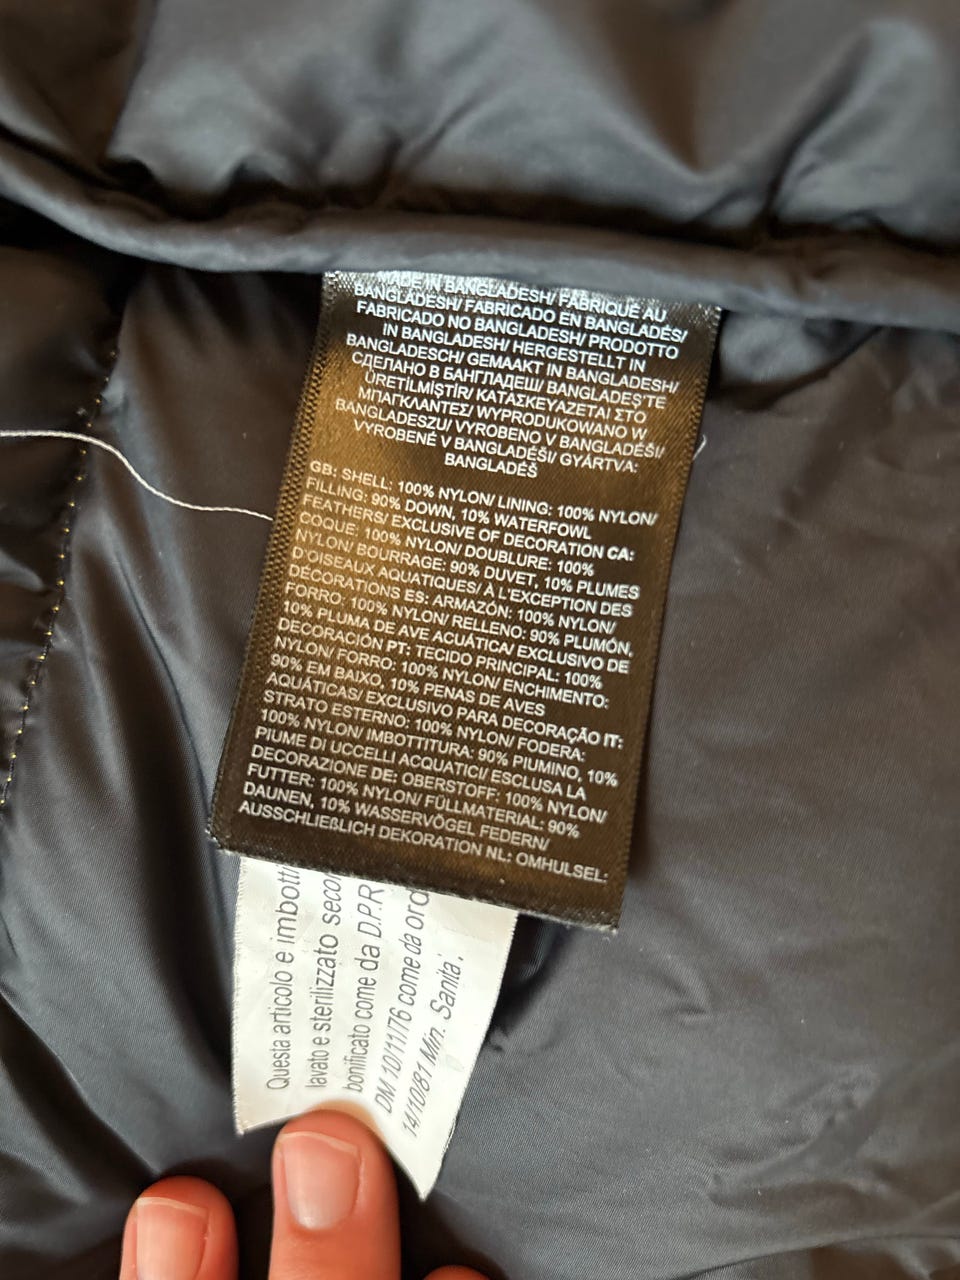 MADE IN BANGLADESH/ FABRIQUÉ AU
BANGLADESH/ FABRICADO EN BANGLADÉS/
FABRICADO NO BANGLADESH/ PRODOTTO
IN BANGLADESH/ HERGESTELLT IN
BANGLADESCH/ GEMAAKT IN BANGLADESH/
СДЕЛАНО В БАНГЛАДЕШ/ BANGLADEŞ'TE
ÜRETİLMİŞTİR/ ΚΑΤΑΣΚΕΥΑΖΕΤΑΙ ΣΤΟ
ΜΠΑΓΚΛΑΝΤΕΣ/ WYPRODUKOWANO W
BANGLADESZU/ VYROBENO V BANGLADÉŠI/
VYROBENÉ V BANGLADÉŠI/ GYÁRTVA:
BANGLADÉS
GB: SHELL: 100% NYLON/ LINING: 100% NYLON/
FILLING: 90% DOWN, 10% WATERFOWL
FEATHERS/ EXCLUSIVE OF DECORATION CA:
COQUE: 100% NYLON/ DOUBLURE: 100%
NYLON/ BOURRAGE: 90% DUVET, 10% PLUMES
D'OISEAUX AQUATIQUES/ À L'EXCEPTION DES
DÉCORATIONS ES: ARMAZÓN: 100% NYLON/
FORRO: 100% NYLON/ RELLENO: 90% PLUMÓN,
10% PLUMA DE AVE ACUÁTICA/ EXCLUSIVO DE
DECORACIÓN PT: TECIDO PRINCIPAL: 100%
NYLON/ FORRO: 100% NYLON/ ENCHIMENTO:
90% EM BAIXO, 10% PENAS DE AVES
AQUÁTICAS/ EXCLUSIVO PARA DECORAÇÃO IT:
STRATO ESTERNO: 100% NYLON/ FODERA:
100% NYLON/ IMBOTTITURA: 90% PIUMINO, 10%
PIUME DI UCCELLI ACQUATICI/ ESCLUSA LA
DECORAZIONE DE: OBERSTOFF: 100% NYLON/
FUTTER: 100% NYLON/ FÜLLMATERIAL: 90%
DAUNEN, 10% WASSERVÖGEL FEDERN/
AUSSCHLIEßLICH DEKORATION NL: OMHULSEL:
Questa articolo e imbotti
lavato e sterilizzato seco
bonificato come da D.P.R
DM 10/11/76 come da ord
14/10/81 Min. Sanita'.